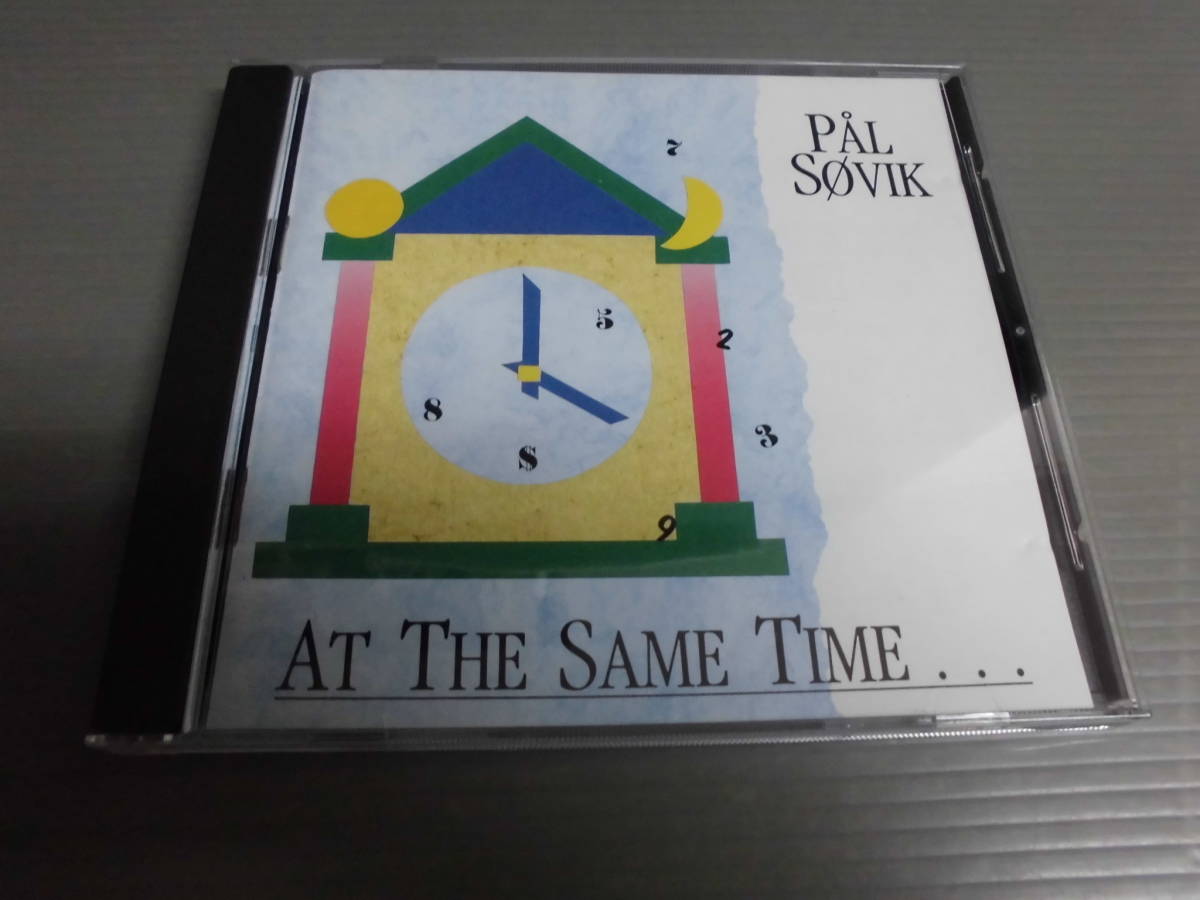 PÅL
SØVIK
7
5
2
8
3
$
9
AT THE SAME TIME . . .